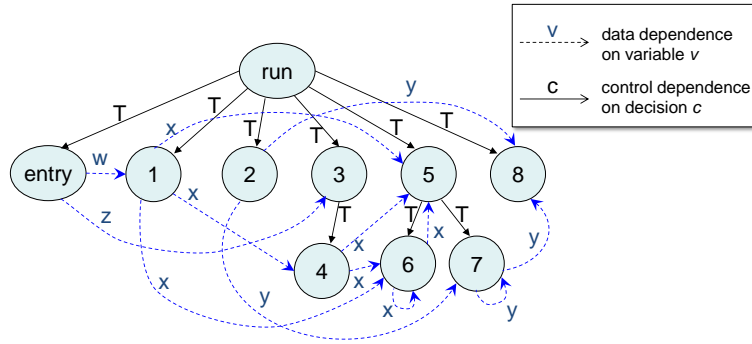 run
v
data dependence
on variable v
c
control dependence
on decision c
T
T
T
T
T
T
x
y
entry
w
1
2
3
5
8
z
x
T
T
T
x
x
x
4
6
7
y
x
y
x
y